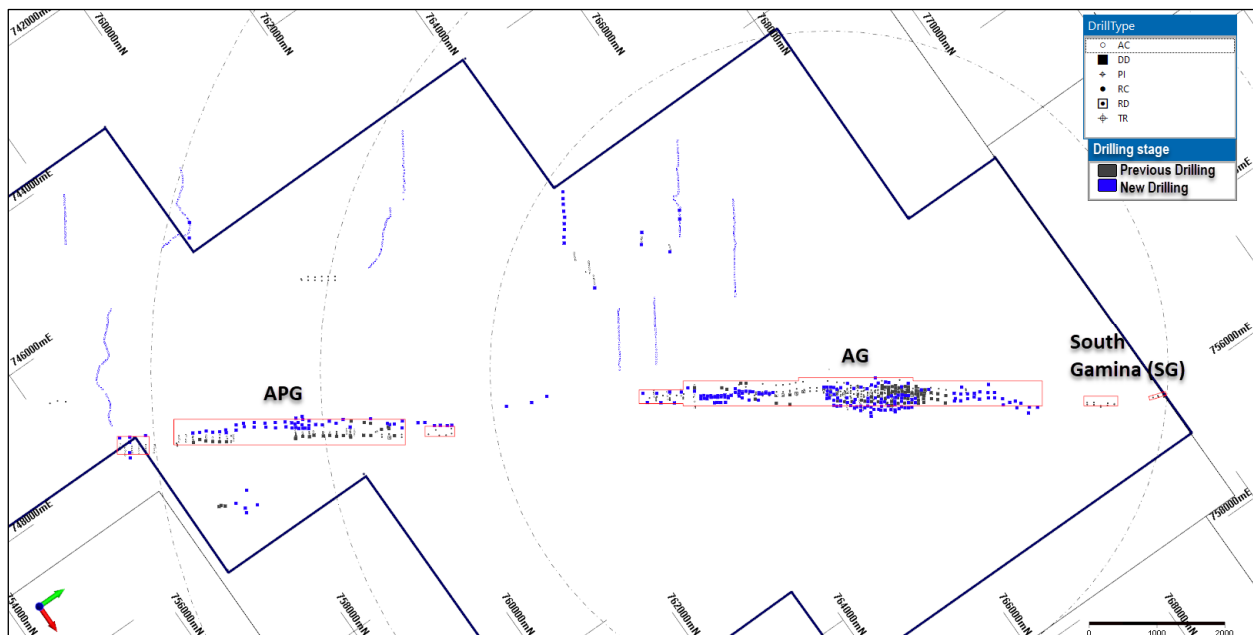 742000mE
760000mN
762000mN
764000mN
766000mN
768000mN
770000mN
DrillType
AC
DD
PI
RC
RD
TR
Drilling stage
Previous Drilling
New Drilling
744000mE
756000mE
746000mE
APG
AG
South
Gamina (SG)
748000mE
758000mE
754000mN
756000mN
758000mN
760000mN
762000mN
764000mN
766000mN
768000mN
0
1000
2000